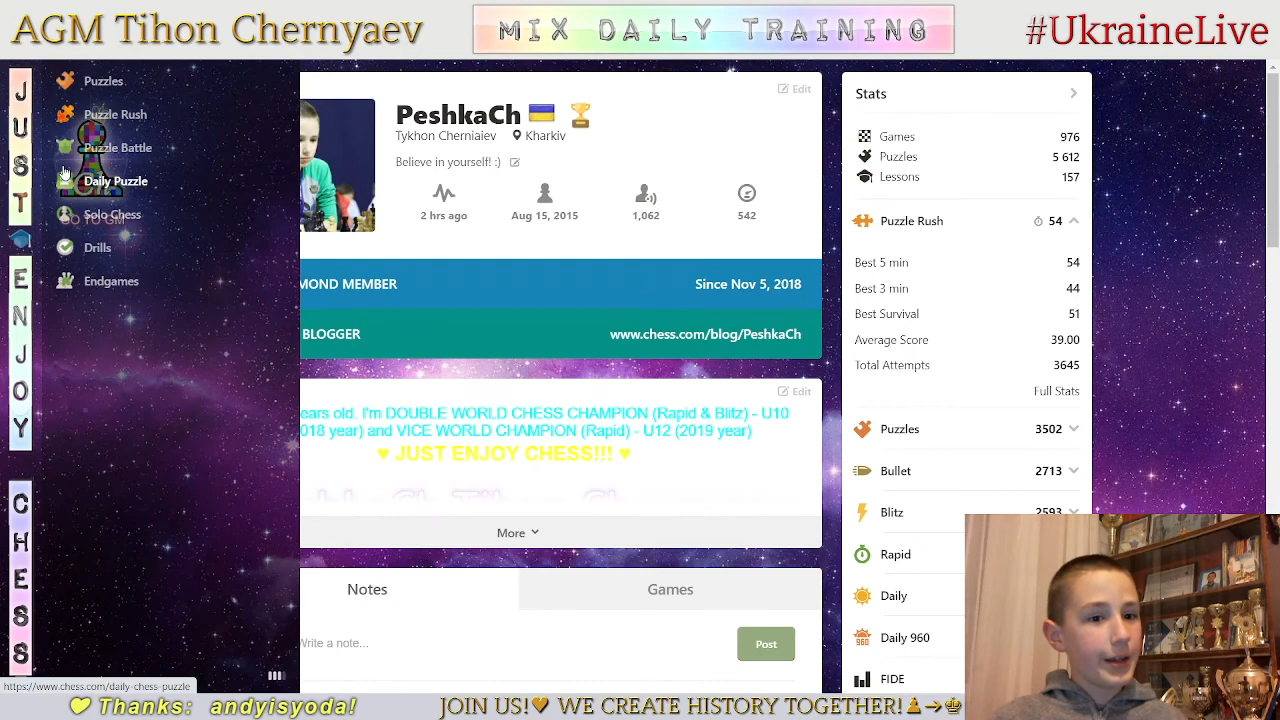 AGM Tihon Chernyaev
MIX DAILY TRAINING
#UkraineLive
JUST
ENJOY
CHESS
Puzzles
Puzzle Rush
Puzzle Battle
Daily Puzzle
Solo Chess
GO TO GM
Drills
Endgames
Edit
PeshkaCh
Tykhon Cherniaiev Kharkiv
Believe in yourself! :)
2 hrs ago Aug 15, 2015 1,062 542
MOND MEMBER Since Nov 5, 2018
BLOGGER www.chess.com/blog/PeshkaCh
Edit
ears old. I'm DOUBLE WORLD CHESS CHAMPION (Rapid & Blitz) - U10
018 year) and VICE WORLD CHAMPION (Rapid) - U12 (2019 year)
♥ JUST ENJOY CHESS!!! ♥
More
Notes Games
Write a note...
Post
Stats
Games 976
Puzzles 5 612
Lessons 157
Puzzle Rush 54
Best 5 min 54
Best 3 min 44
Best Survival 51
Average Score 39.00
Total Attempts 3645
Full Stats
Puzzles 3502
Bullet 2713
Blitz 2593
Rapid
Daily
Daily 960
FIDE
https://www.chess.com/daily-chess-puzzle
Thanks: andyisyoda!
JOIN US!♥ WE CREATE HISTORY TOGETHER!♟→♚